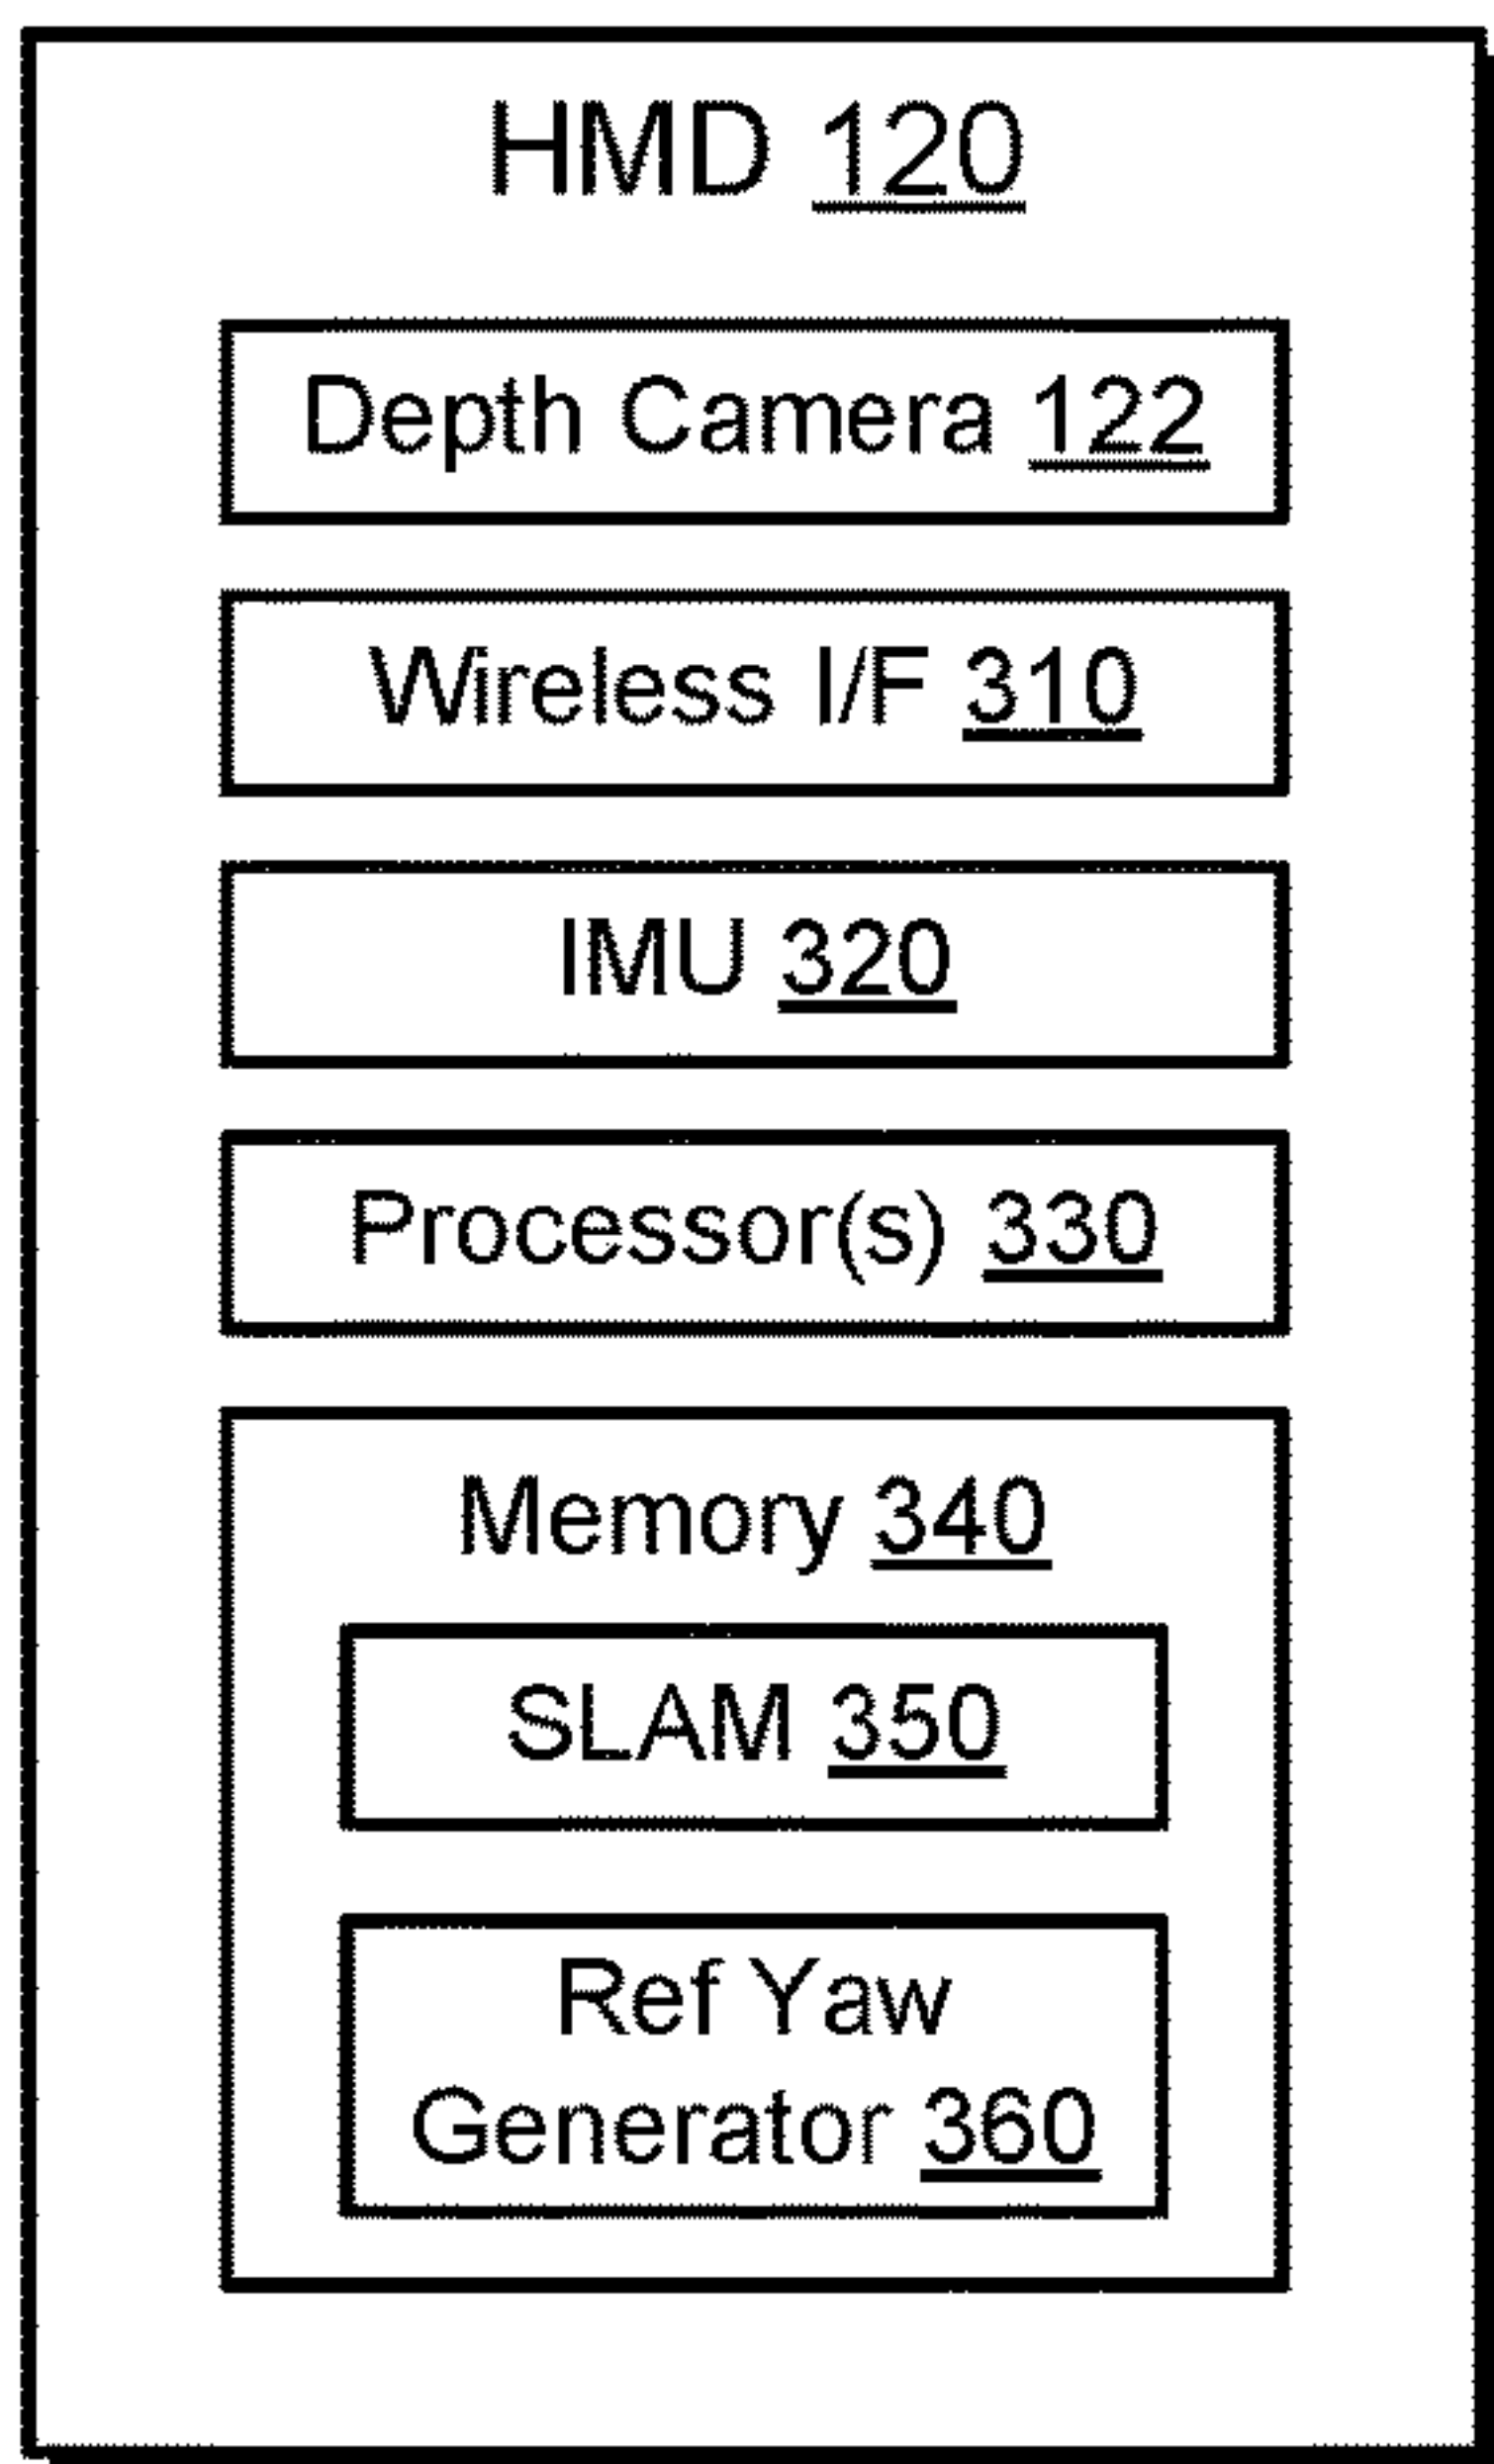 HMD 120
Depth Camera 122
Wireless I/F 310
IMU 320
Processor(s) 330
Memory 340
SLAM 350
Ref Yaw
Generator 360